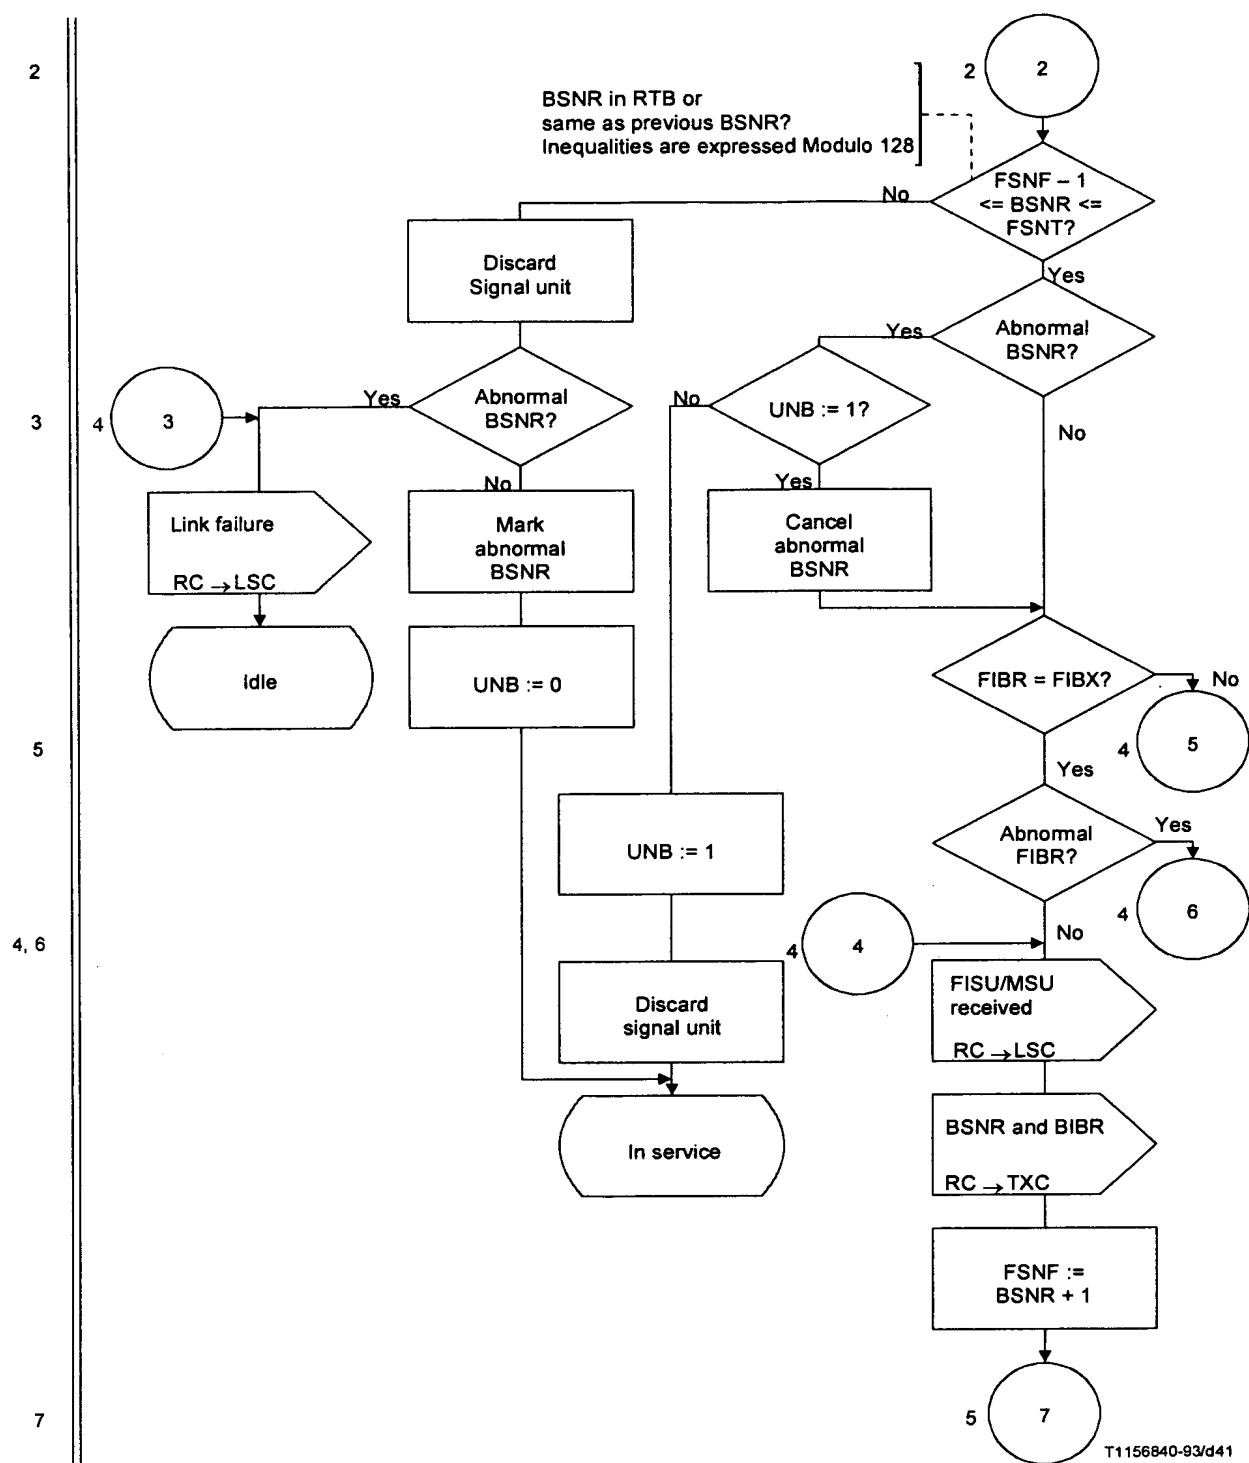 2
2
2
BSNR in RTB or
same as previous BSNR?
Inequalities are expressed Modulo 128
FSNF – 1
<= BSNR <=
FSNT?
No
Yes
Discard
Signal unit
Abnormal
BSNR?
Yes
No
UNB := 1?
No
Yes
Abnormal
BSNR?
Yes
No
3
4
3
Link failure
RC → LSC
Idle
Mark
abnormal
BSNR
Cancel
abnormal
BSNR
UNB := 0
FIBR = FIBX?
No
Yes
5
4
5
UNB := 1
Abnormal
FIBR?
Yes
No
4
6
4, 6
4
4
Discard
signal unit
FISU/MSU
received
RC → LSC
In service
BSNR and BIBR
RC → TXC
FSNF :=
BSNR + 1
7
5
7
T1156840-93/d41